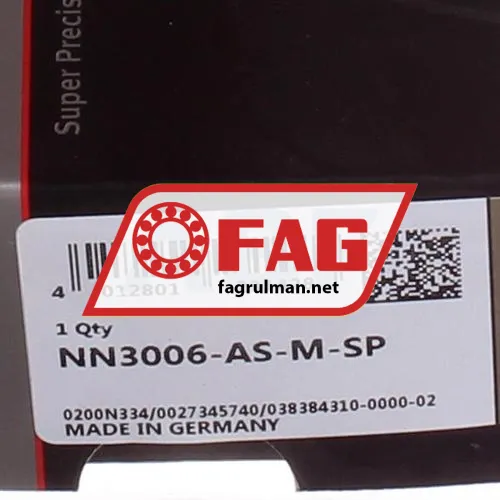 Super Precis
FAG
fagrulman.net
4 012801
1 Qty
NN3006-AS-M-SP
0200N334/0027345740/038384310-0000-02
MADE IN GERMANY